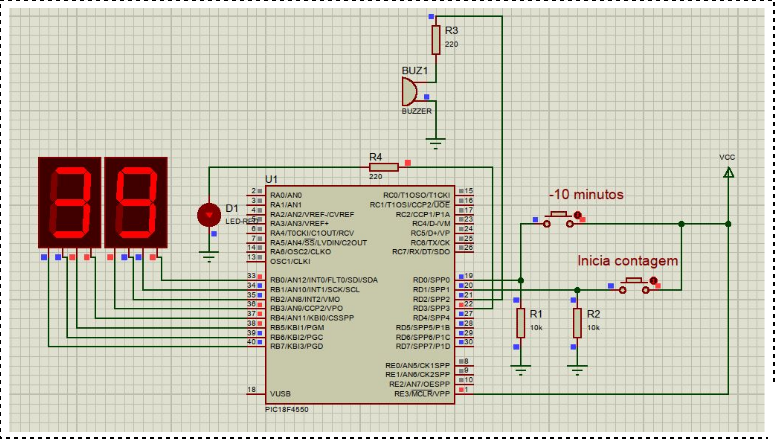 R3
220
BUZ1
BUZZER
39
R4
220
VCC
U1
D1
LED-RED
-10 minutos
Inicia contagem
2 RA0/AN0
3 RA1/AN1
4 RA2/AN2/VREF-/CVREF
5 RA3/AN3/VREF+
6 RA4/T0CKI/C1OUT/RCV
7 RA5/AN4/SS/LVDIN/C2OUT
14 RA6/OSC2/CLKO
13 OSC1/CLKI
33 RB0/AN12/INT0/FLT0/SDI/SDA
34 RB1/AN10/INT1/SCK/SCL
35 RB2/AN8/INT2/VMO
36 RB3/AN9/CCP2/VPO
37 RB4/AN11/KBI0/CSSPP
38 RB5/KBI1/PGM
39 RB6/KBI2/PGC
40 RB7/KBI3/PGD
18 VUSB
RC0/T1OSO/T1CKI 15
RC1/T1OSI/CCP2/UOE 16
RC2/CCP1/P1A 17
RC4/D-/VM 23
RC5/D+/VP 24
RC6/TX/CK 25
RC7/RX/DT/SDO 26
RD0/SPP0 19
RD1/SPP1 20
RD2/SPP2 21
RD3/SPP3 22
RD4/SPP4 27
RD5/SPP5/P1B 28
RD6/SPP6/P1C 29
RD7/SPP7/P1D 30
RE0/AN5/CK1SPP 8
RE1/AN6/CK2SPP 9
RE2/AN7/OESPP 10
RE3/MCLR/VPP 1
PIC18F4550
R1
10k
R2
10k